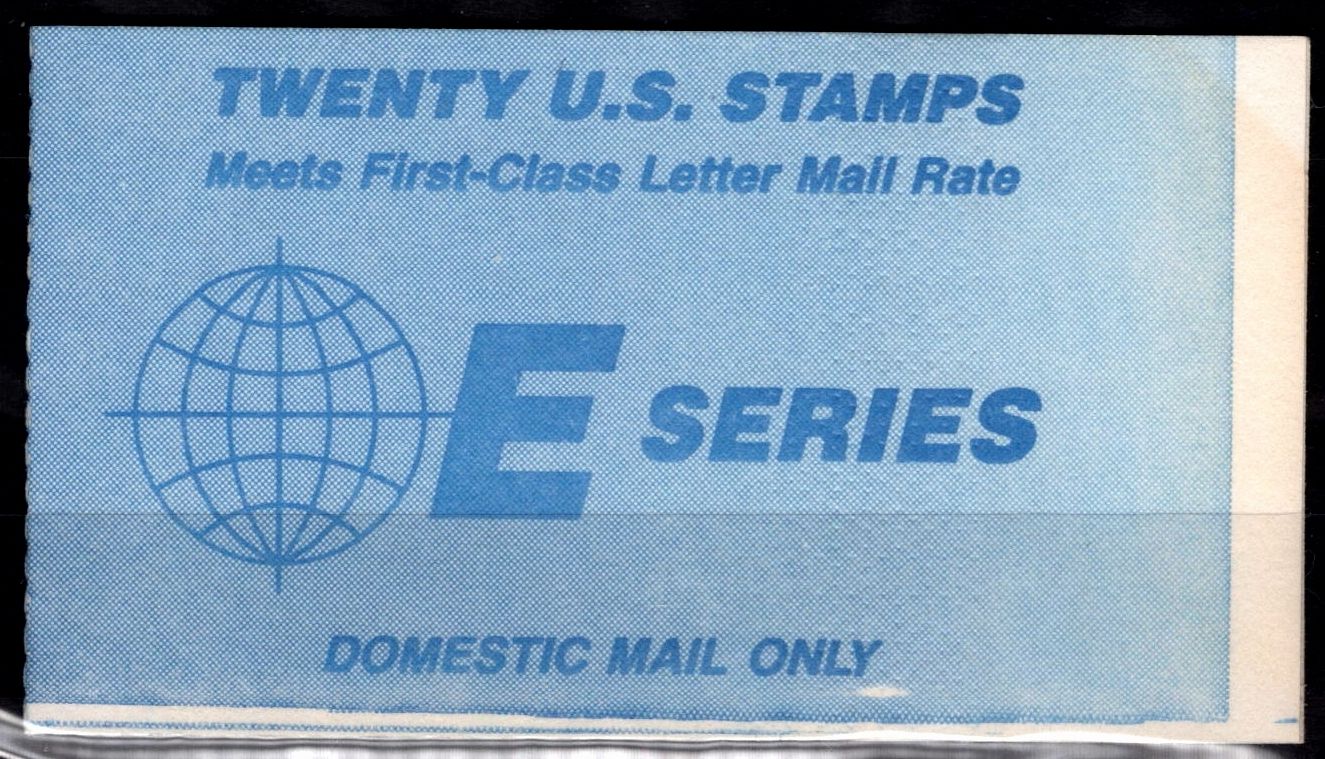 TWENTY U.S. STAMPS
Meets First-Class Letter Mail Rate
E SERIES
DOMESTIC MAIL ONLY